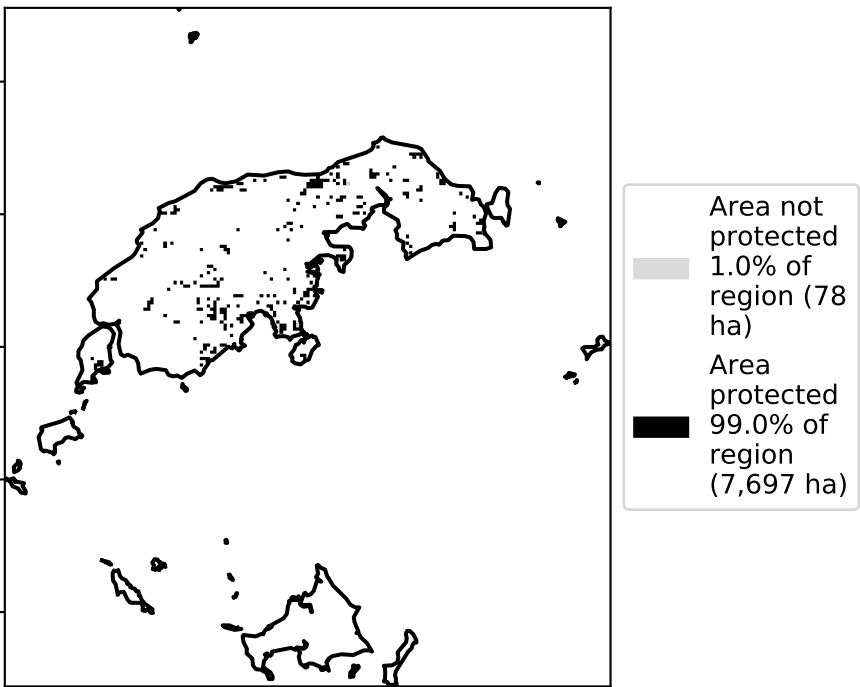 Area not
protected
1.0% of
region (78
ha)
Area
protected
99.0% of
region
(7,697 ha)